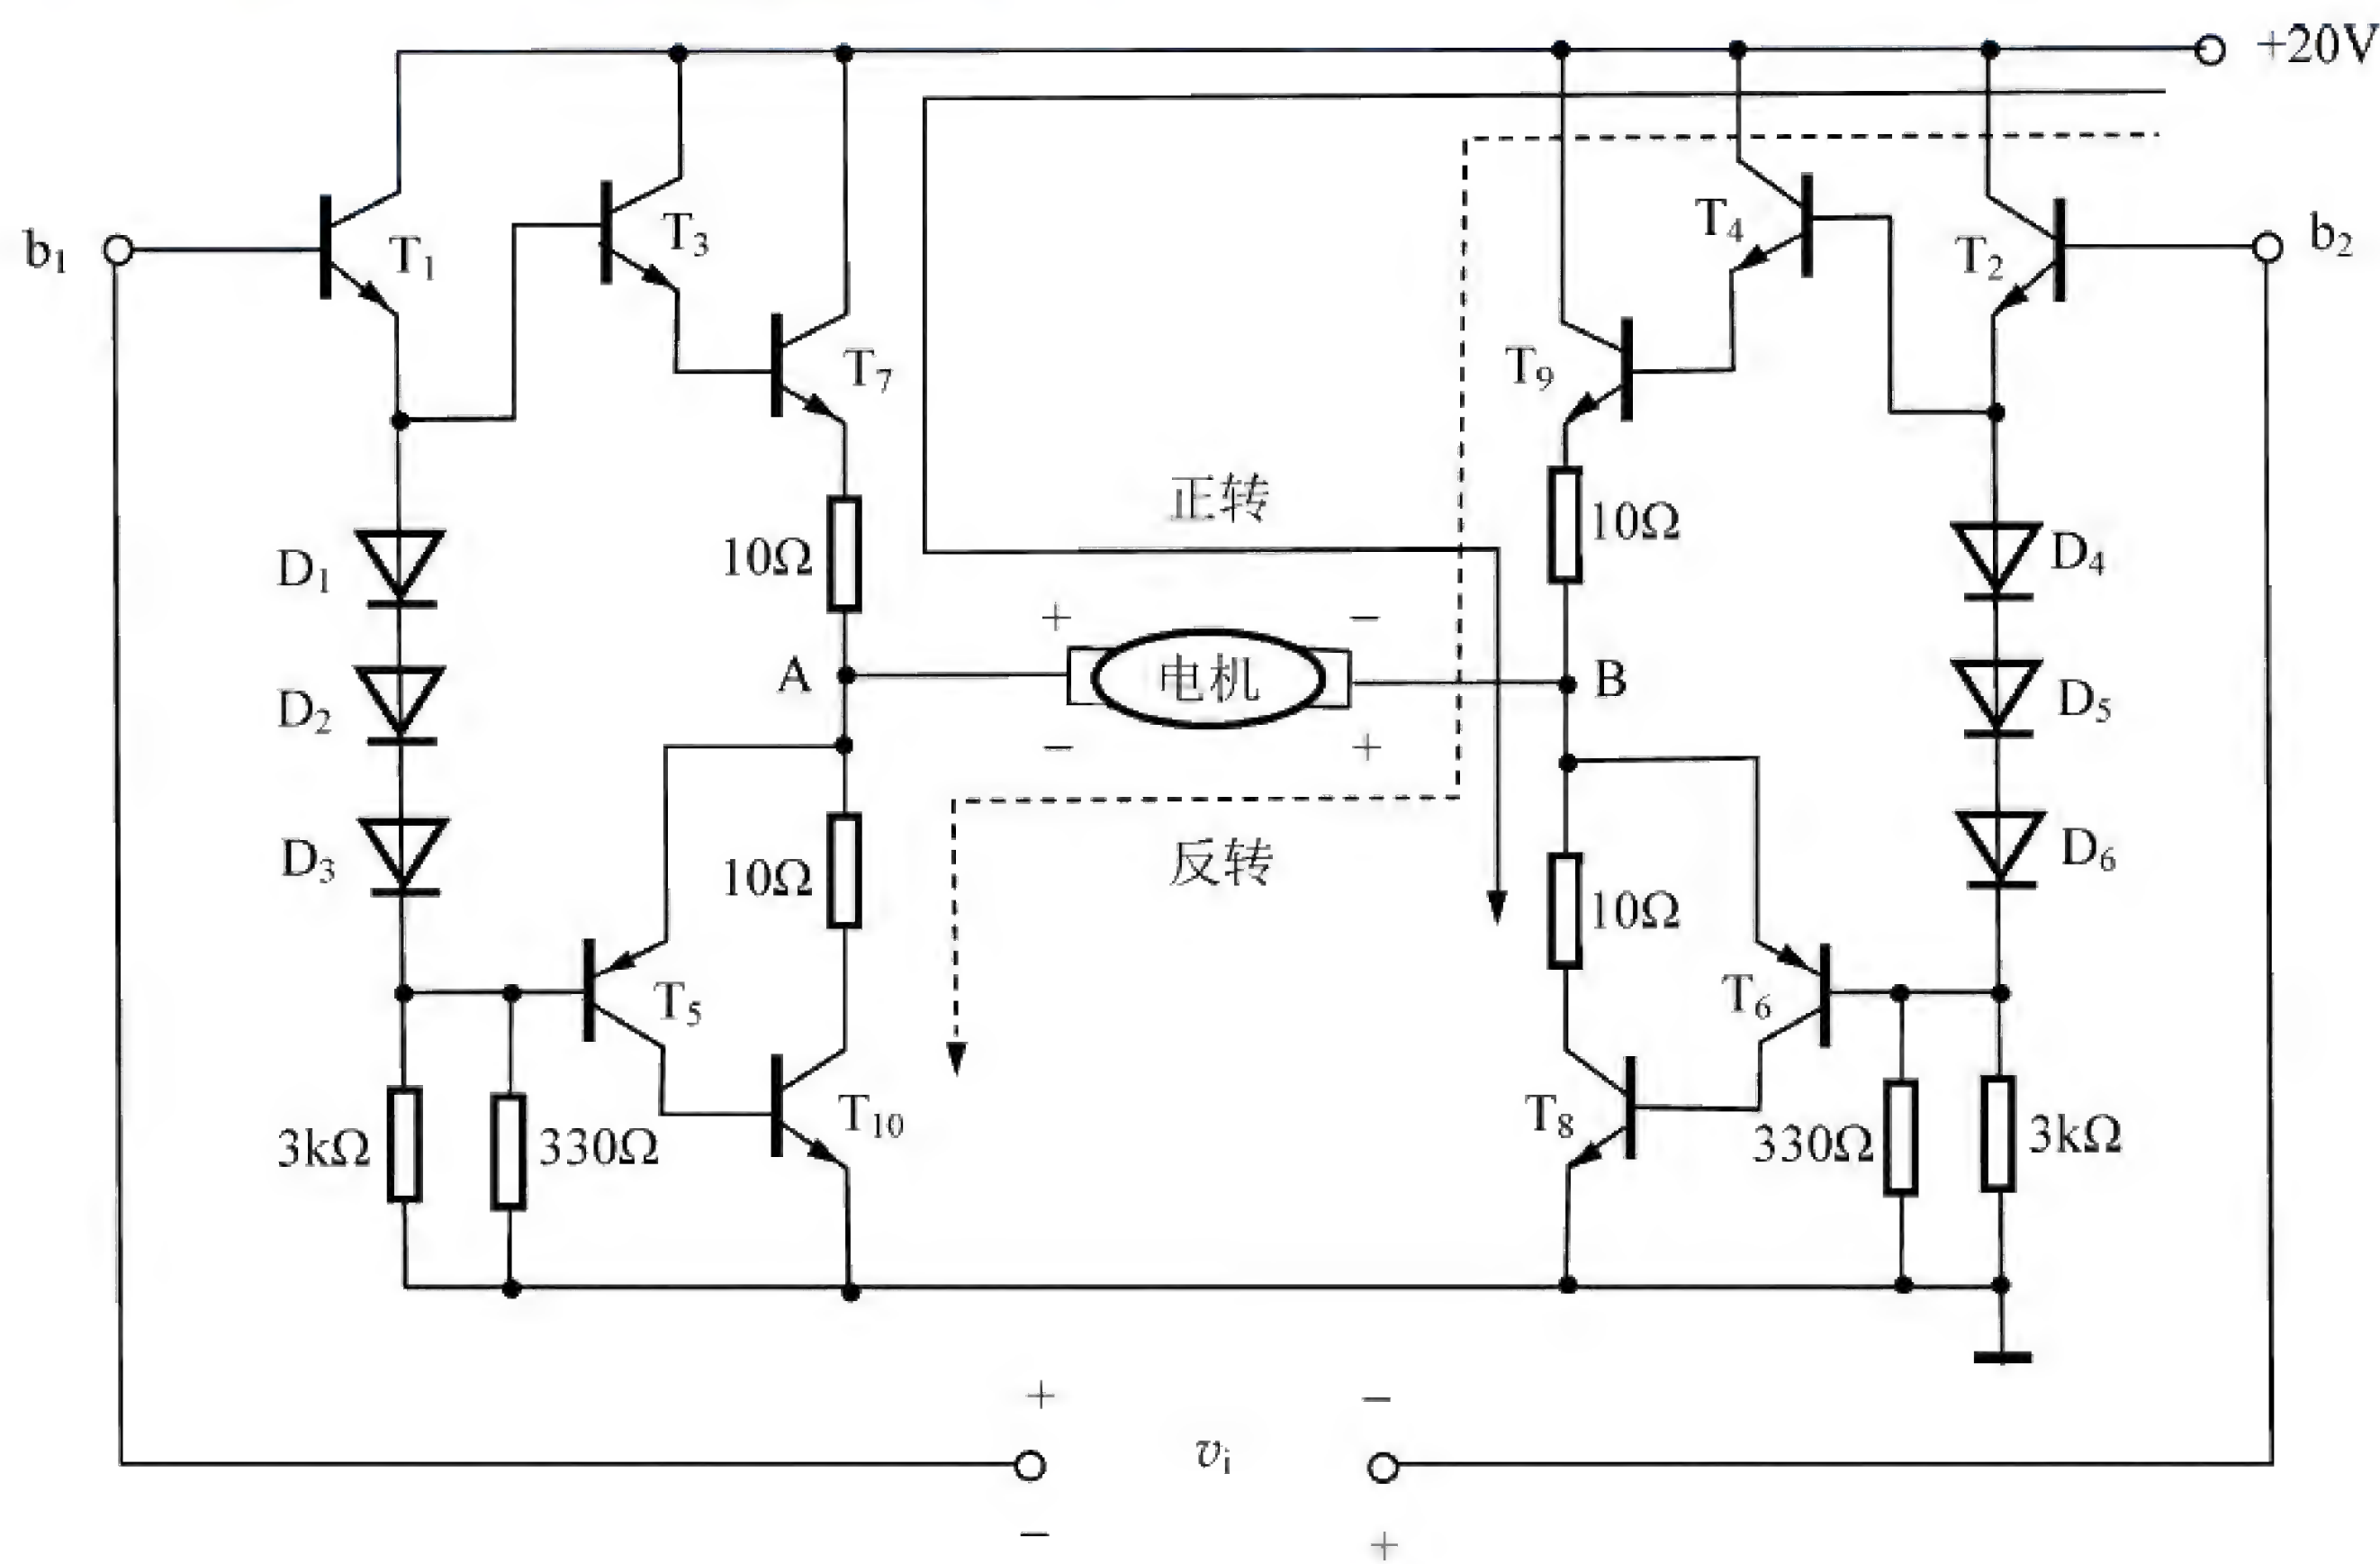 +20V
b₁
T₁
T₃
T₇
T₄
T₂
b₂
T₉
正转
10Ω
10Ω
D₁
D₄
+
−
A
电机
B
D₂
D₅
−
+
D₃
10Ω
反转
10Ω
D₆
T₅
T₆
3kΩ
330Ω
T₁₀
T₈
330Ω
3kΩ
+
−
vᵢ
−
+